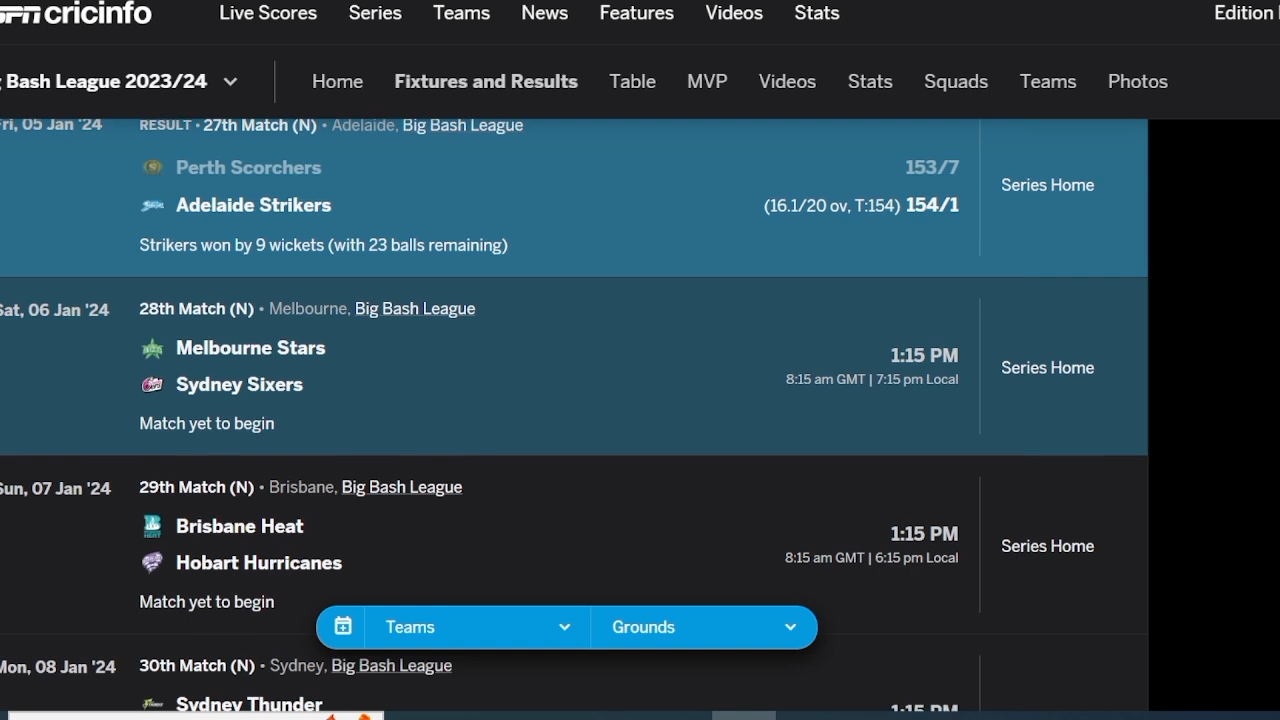 cricinfo
Live Scores Series Teams News Features Videos Stats Edition
Bash League 2023/24
Home Fixtures and Results Table MVP Videos Stats Squads Teams Photos
Fri, 05 Jan '24 RESULT • 27th Match (N) • Adelaide, Big Bash League
Perth Scorchers 153/7
Series Home
Adelaide Strikers (16.1/20 ov, T:154) 154/1
Strikers won by 9 wickets (with 23 balls remaining)
Sat, 06 Jan '24 28th Match (N) • Melbourne, Big Bash League
Melbourne Stars 1:15 PM
Series Home
Sydney Sixers 8:15 am GMT | 7:15 pm Local
Match yet to begin
Sun, 07 Jan '24 29th Match (N) • Brisbane, Big Bash League
Brisbane Heat 1:15 PM
Series Home
Hobart Hurricanes 8:15 am GMT | 6:15 pm Local
Match yet to begin
Teams Grounds
Mon, 08 Jan '24 30th Match (N) • Sydney, Big Bash League
Sydney Thunder 1:15 PM